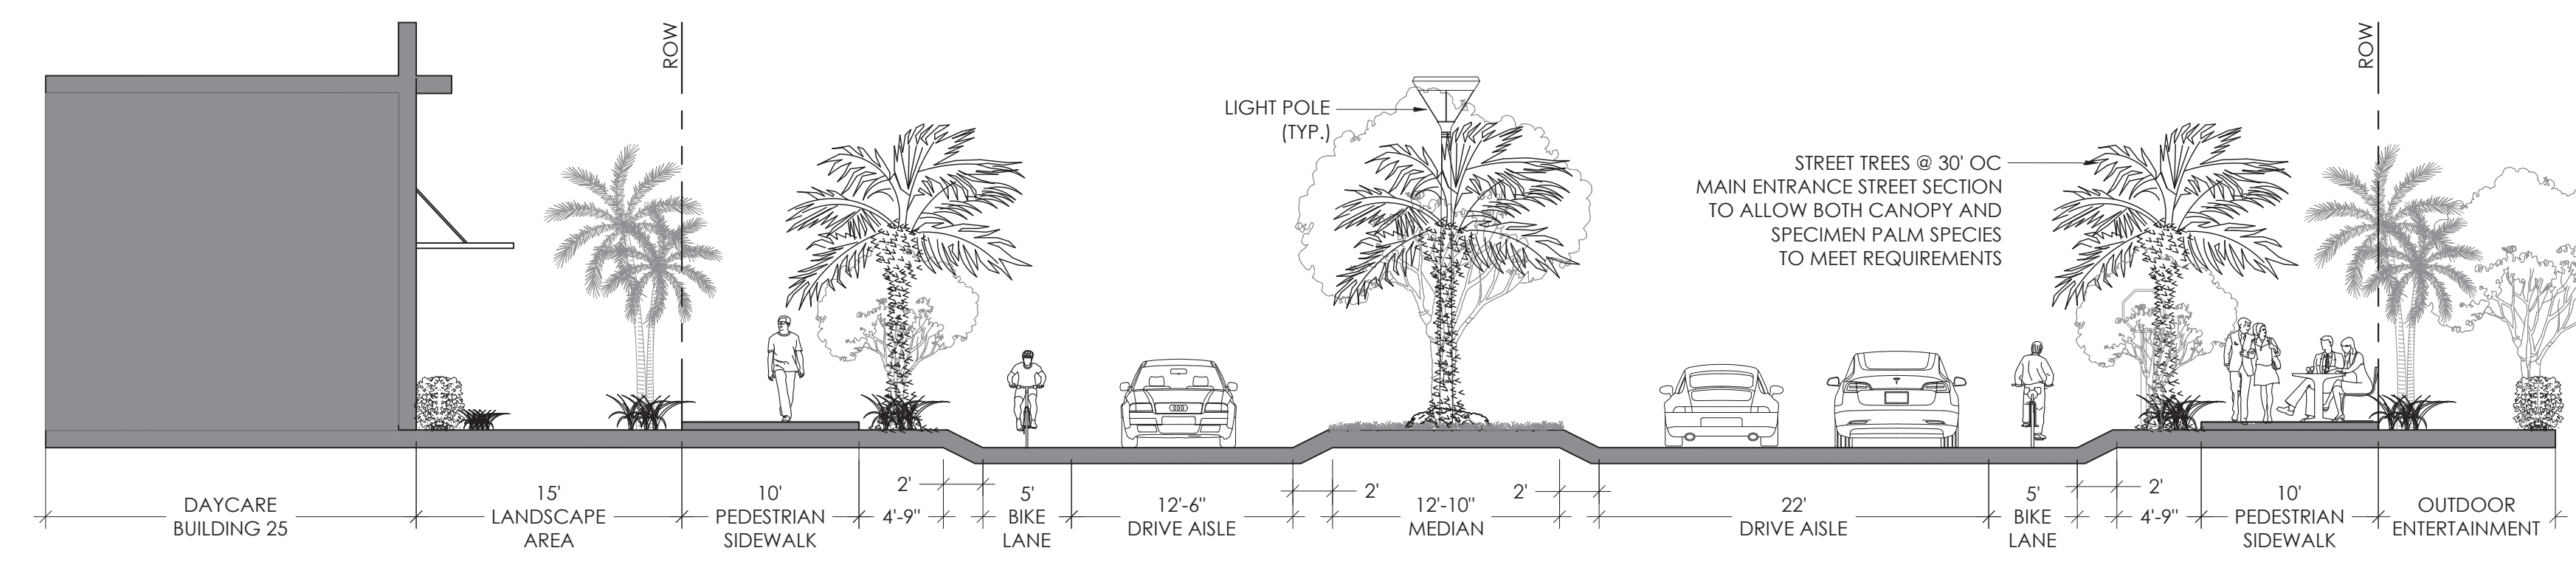 ROW
ROW
LIGHT POLE
(TYP.)
STREET TREES @ 30' OC
MAIN ENTRANCE STREET SECTION
TO ALLOW BOTH CANOPY AND
SPECIMEN PALM SPECIES
TO MEET REQUIREMENTS
DAYCARE
BUILDING 25
15'
LANDSCAPE
AREA
10'
PEDESTRIAN
SIDEWALK
2'
4'-9"
5'
BIKE
LANE
12'-6"
DRIVE AISLE
2'
12'-10"
MEDIAN
2'
22'
DRIVE AISLE
5'
BIKE
LANE
2'
4'-9"
10'
PEDESTRIAN
SIDEWALK
OUTDOOR
ENTERTAINMENT